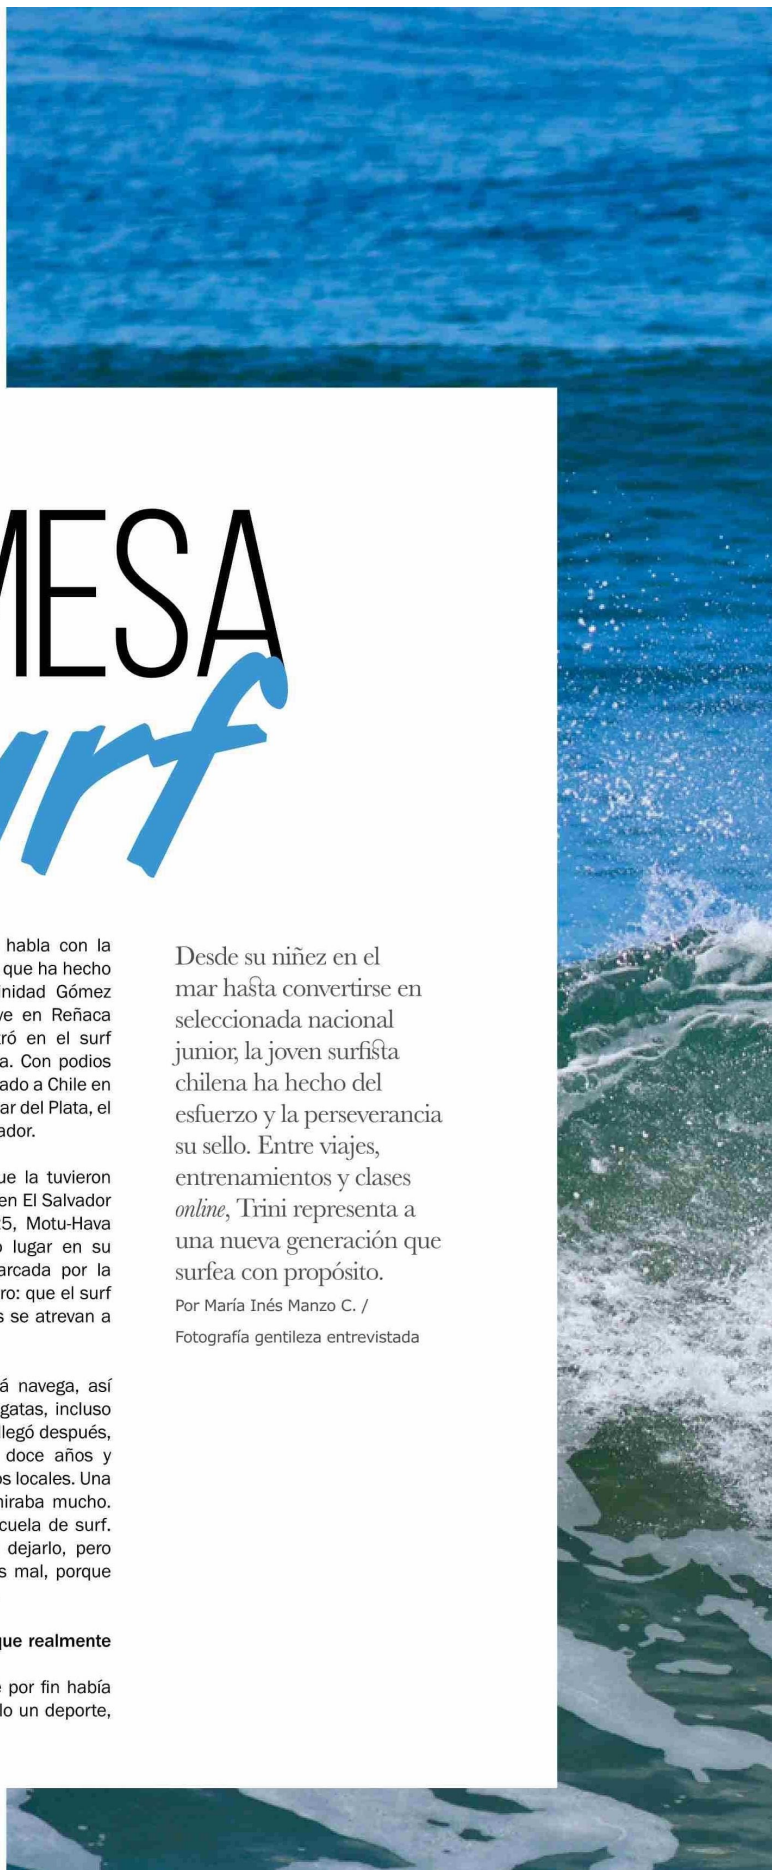 MESA
urf
habla con la
que ha hecho
inidad Gómez
ve en Reñaca
ró en el surf
a. Con podios
ado a Chile en
ar del Plata, el
ador.
ue la tuvieron
en El Salvador
5, Motu-Hava
o lugar en su
arcada por la
ro: que el surf
s se atrevan a
á navega, así
gatas, incluso
llegó después,
doce años y
os locales. Una
iraba mucho.
cuela de surf.
dejarlo, pero
s mal, porque
que realmente
e por fin había
lo un deporte,
Desde su niñez en el
mar hasta convertirse en
seleccionada nacional
junior, la joven surfista
chilena ha hecho del
esfuerzo y la perseverancia
su sello. Entre viajes,
entrenamientos y clases
online, Trini representa a
una nueva generación que
surfea con propósito.
Por María Inés Manzo C. /
Fotografía gentileza entrevistada